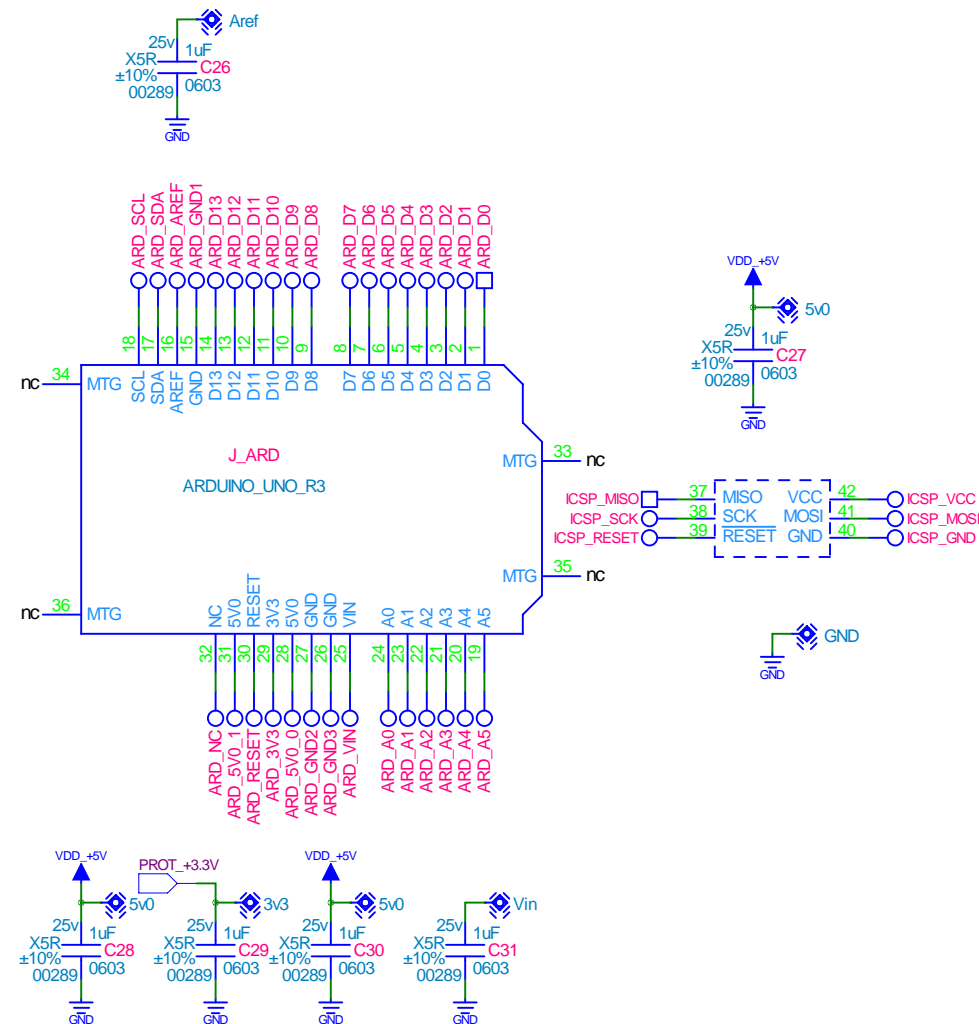 Aref
25v 1uF
X5R C26
±10% 0603
00289
GND
ARD_SCL
ARD_SDA
ARD_AREF
ARD_GND1
ARD_D13
ARD_D12
ARD_D11
ARD_D10
ARD_D9
ARD_D8
ARD_D7
ARD_D6
ARD_D5
ARD_D4
ARD_D3
ARD_D2
ARD_D1
ARD_D0
18 17 16 15 14 13 12 11 10 9 8 7 6 5 4 3 2 1
SCL SDA AREF GND D13 D12 D11 D10 D9 D8 D7 D6 D5 D4 D3 D2 D1 D0
nc 34 MTG
J_ARD
ARDUINO_UNO_R3
MTG 33 nc
MTG 35 nc
nc 36 MTG
NC 5V0 RESET 3V3 5V0 GND GND VIN A0 A1 A2 A3 A4 A5
32 31 30 29 28 27 26 25 24 23 22 21 20 19
ARD_NC
ARD_5V0_1
ARD_RESET
ARD_3V3
ARD_5V0_0
ARD_GND2
ARD_GND3
ARD_VIN
ARD_A0
ARD_A1
ARD_A2
ARD_A3
ARD_A4
ARD_A5
VDD_+5V
5v0
25v 1uF
X5R C27
±10% 0603
00289
GND
ICSP_MISO 37 MISO VCC 42 ICSP_VCC
ICSP_SCK 38 SCK MOSI 41 ICSP_MOSI
ICSP_RESET 39 RESET GND 40 ICSP_GND
GND
GND
VDD_+5V
5v0
25v 1uF
X5R C28
±10% 0603
00289
GND
PROT_+3.3V
3v3
25v 1uF
X5R C29
±10% 0603
00289
GND
VDD_+5V
5v0
25v 1uF
X5R C30
±10% 0603
00289
GND
Vin
25v 1uF
X5R C31
±10% 0603
00289
GND